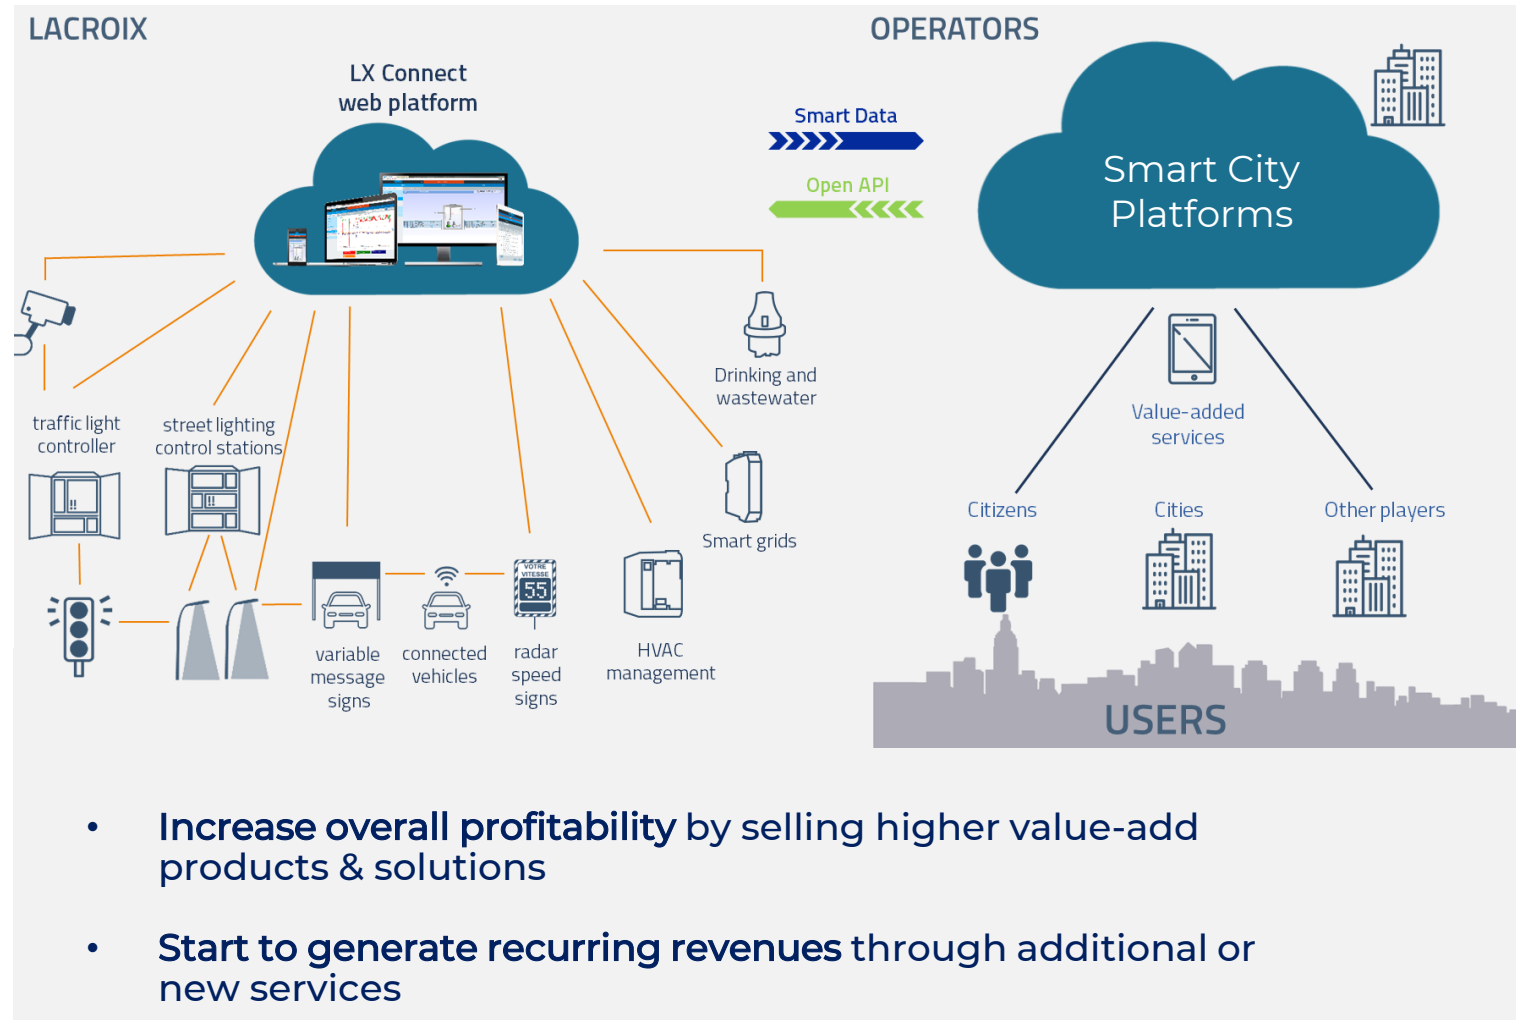 LACROIX
OPERATORS
LX Connect
web platform
Smart Data
Open API
Smart City
Platforms
Drinking and
wastewater
traffic light
controller
street lighting
control stations
Smart grids
VOTRE
VITESSE
55
variable
message
signs
connected
vehicles
radar
speed
signs
HVAC
management
Value-added
services
Citizens
Cities
Other players
USERS
• Increase overall profitability by selling higher value-add
products & solutions
• Start to generate recurring revenues through additional or
new services